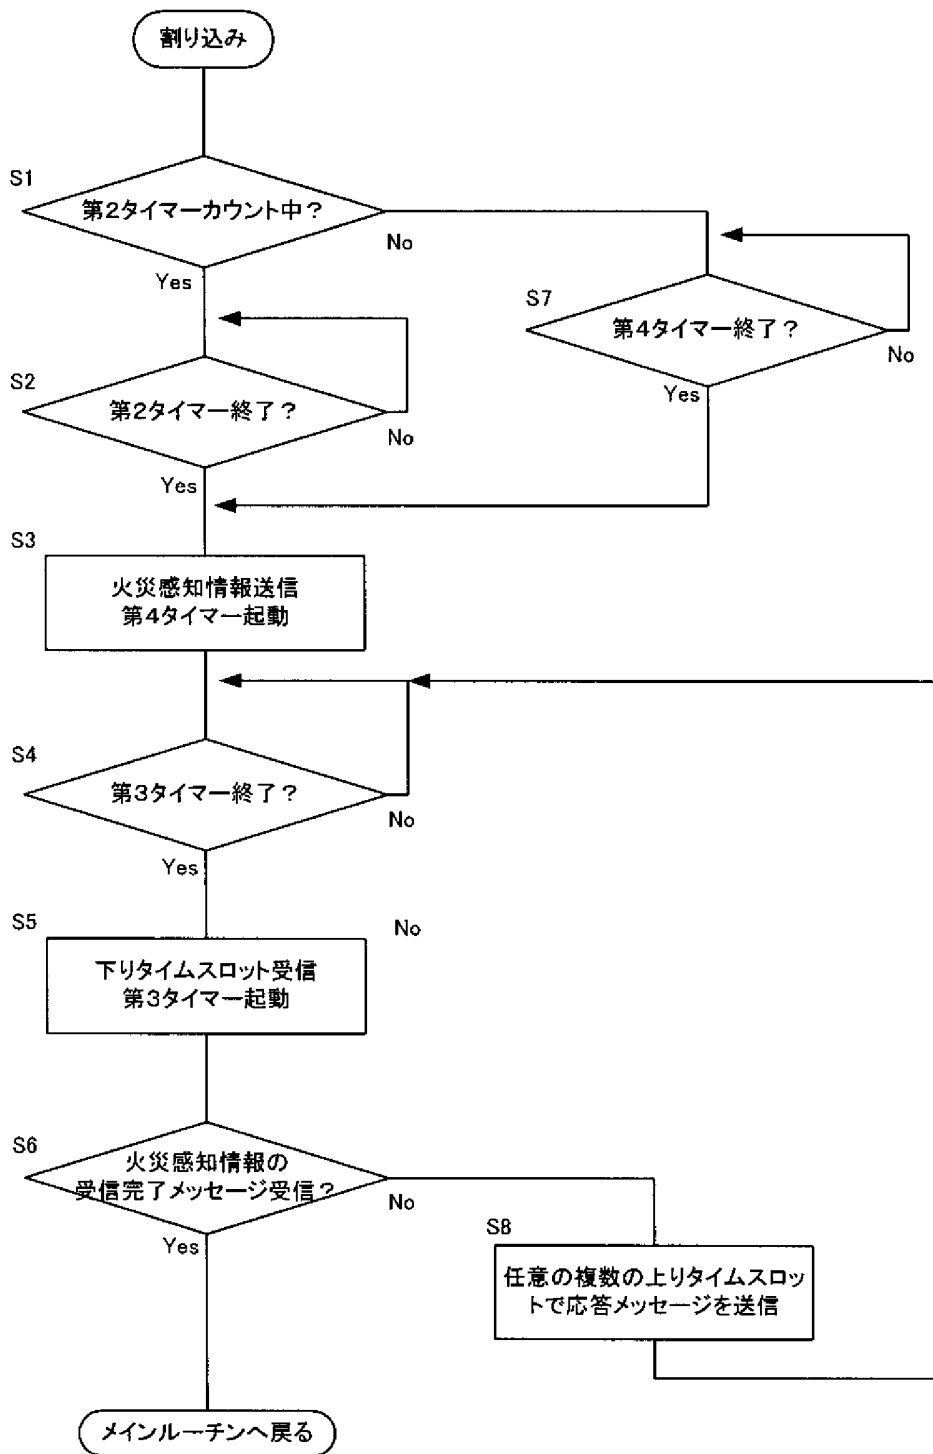 割り込み
S1
第2タイマーカウント中？
No
Yes
S7
第4タイマー終了？
No
Yes
S2
第2タイマー終了？
No
Yes
S3
火災感知情報送信
第4タイマー起動
S4
第3タイマー終了？
No
Yes
S5
No
下りタイムスロット受信
第3タイマー起動
S6
火災感知情報の
受信完了メッセージ受信？
No
Yes
S8
任意の複数の上りタイムスロッ
トで応答メッセージを送信
メインルーチンへ戻る